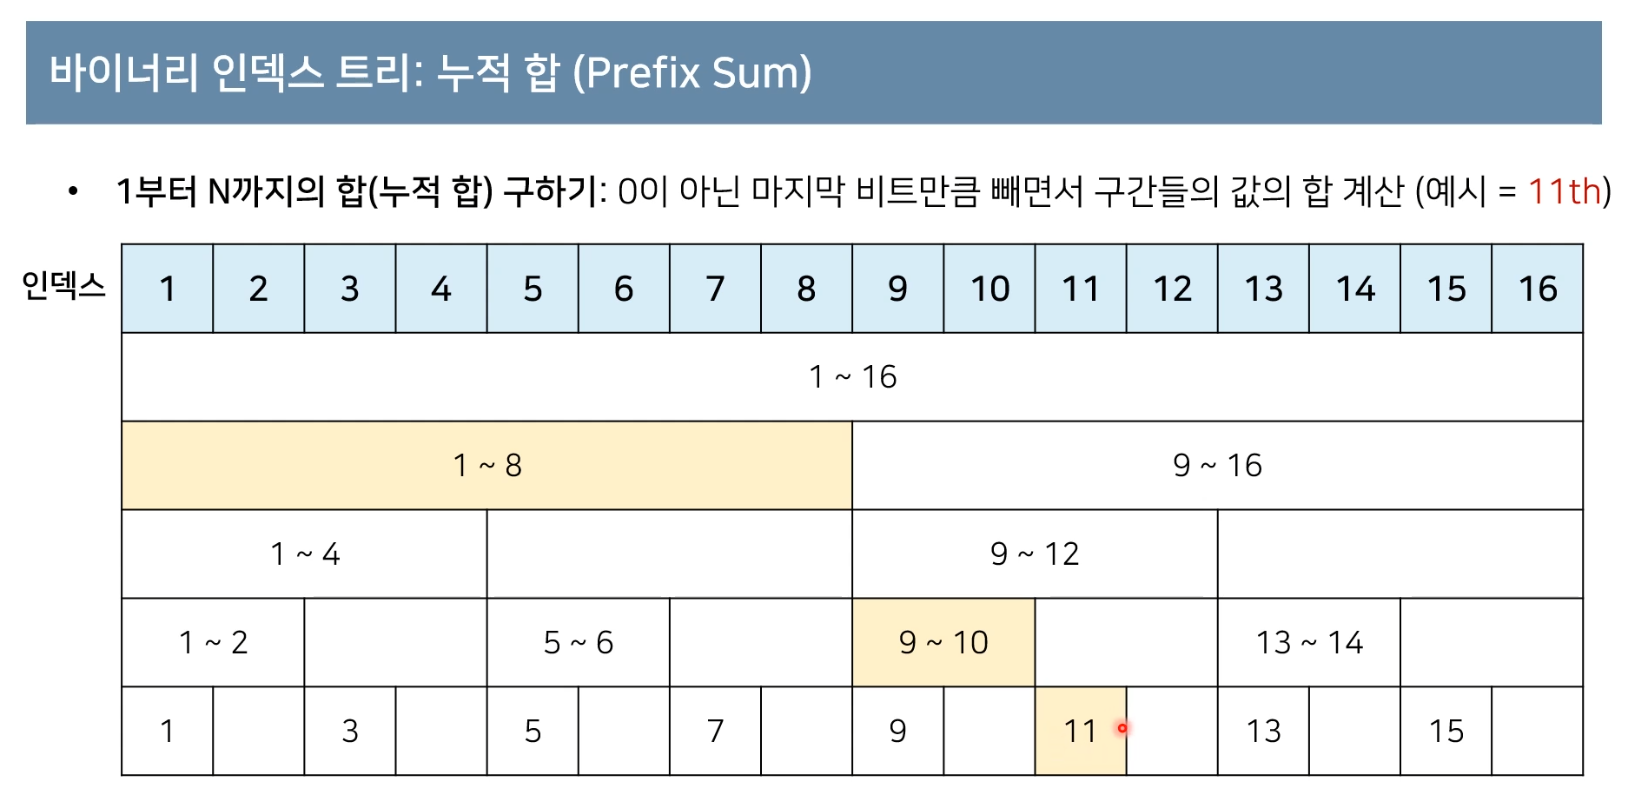 바이너리 인덱스 트리: 누적 합 (Prefix Sum)
• 1부터 N까지의 합(누적 합) 구하기: 0이 아닌 마지막 비트만큼 빼면서 구간들의 값의 합 계산 (예시 = 11th)
인덱스 1 2 3 4 5 6 7 8 9 10 11 12 13 14 15 16
1 ~ 16
1 ~ 8 9 ~ 16
1 ~ 4 9 ~ 12
1 ~ 2 5 ~ 6 9 ~ 10 13 ~ 14
1 3 5 7 9 11 13 15